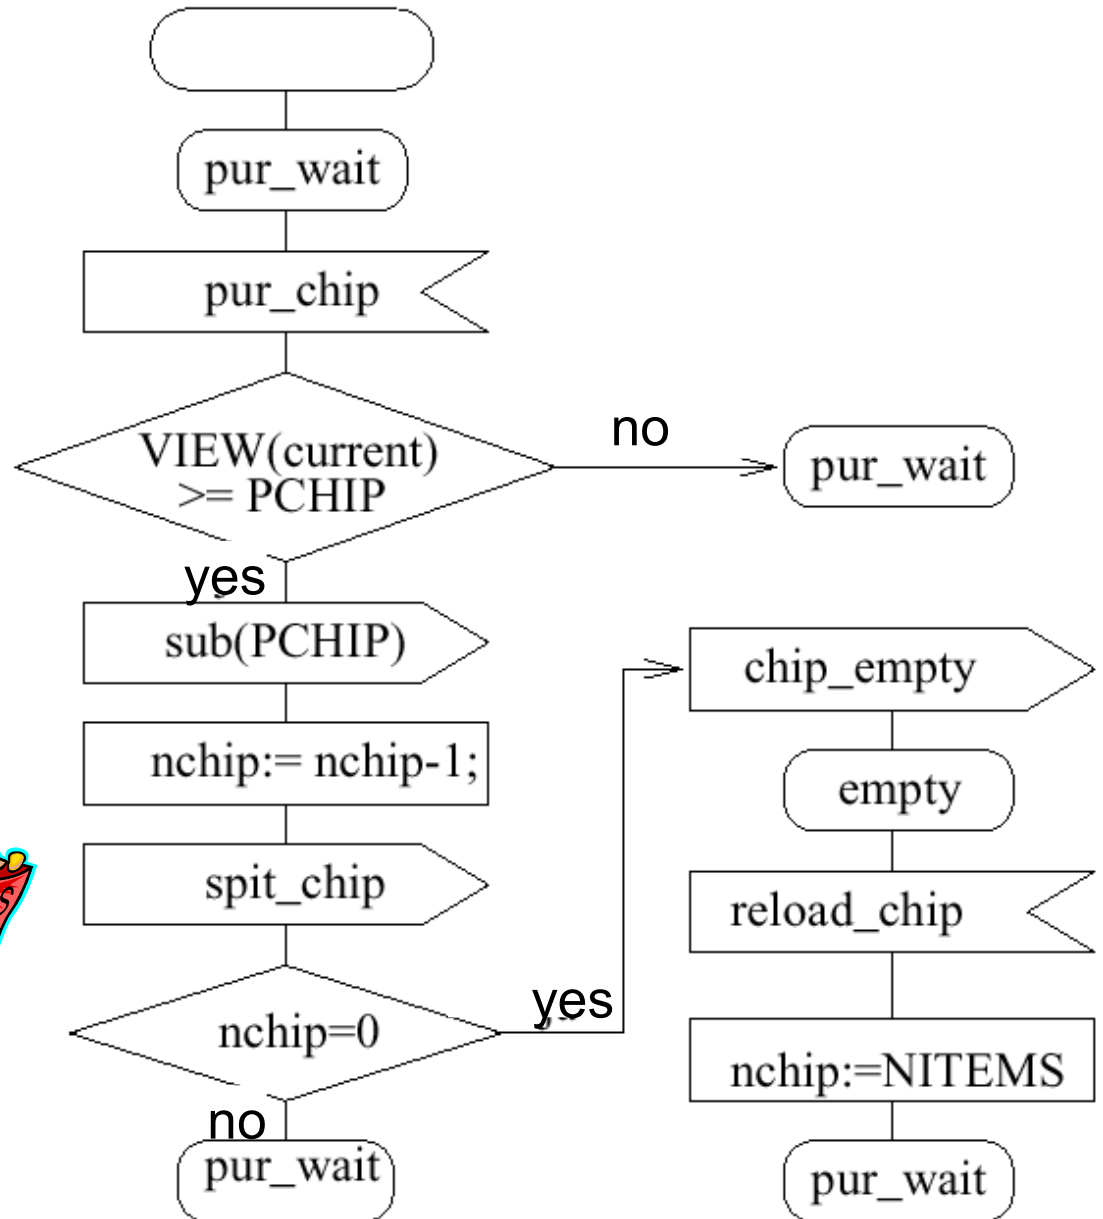 pur_wait
pur_chip
VIEW(current)
>= PCHIP
no
pur_wait
yes
sub(PCHIP)
nchip:= nchip-1;
spit_chip
nchip=0
yes
no
pur_wait
chip_empty
empty
reload_chip
nchip:=NITEMS
pur_wait